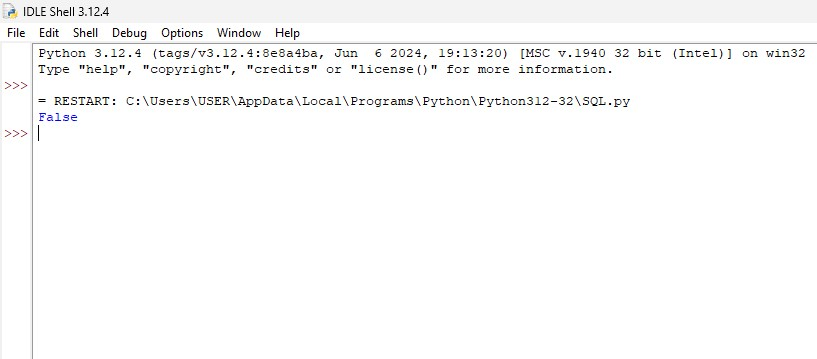 IDLE Shell 3.12.4
File Edit Shell Debug Options Window Help
Python 3.12.4 (tags/v3.12.4:8e8a4ba, Jun  6 2024, 19:13:20) [MSC v.1940 32 bit (Intel)] on win32
Type "help", "copyright", "credits" or "license()" for more information.
>>>
= RESTART: C:\Users\USER\AppData\Local\Programs\Python\Python312-32\SQL.py
False
>>>